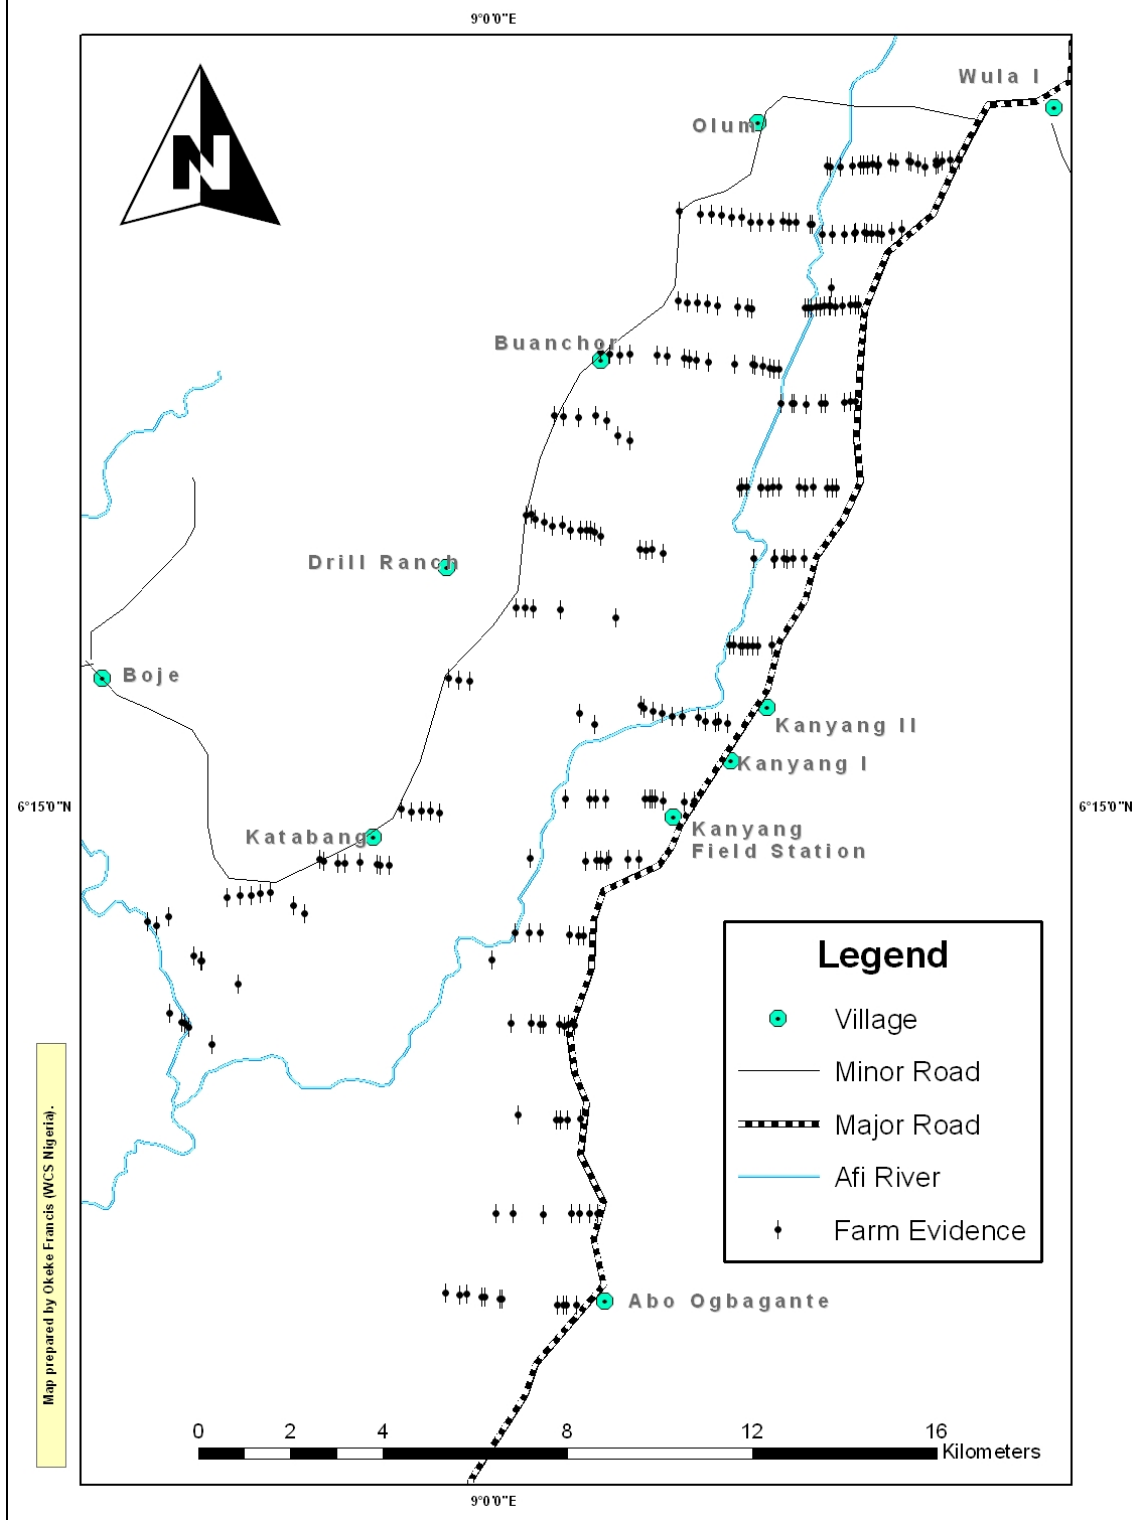 9°0'0"E
Wula I
Olum
N
Buanchor
Drill Ranch
Boje
Kanyang II
Kanyang I
6°15'0"N
6°15'0"N
Katabang
Kanyang
Field Station
Legend
Village
Minor Road
Major Road
Afi River
Farm Evidence
Map prepared by Okeke Francis (WCS Nigeria).
Abo Ogbagante
0 2 4 8 12 16
Kilometers
9°0'0"E